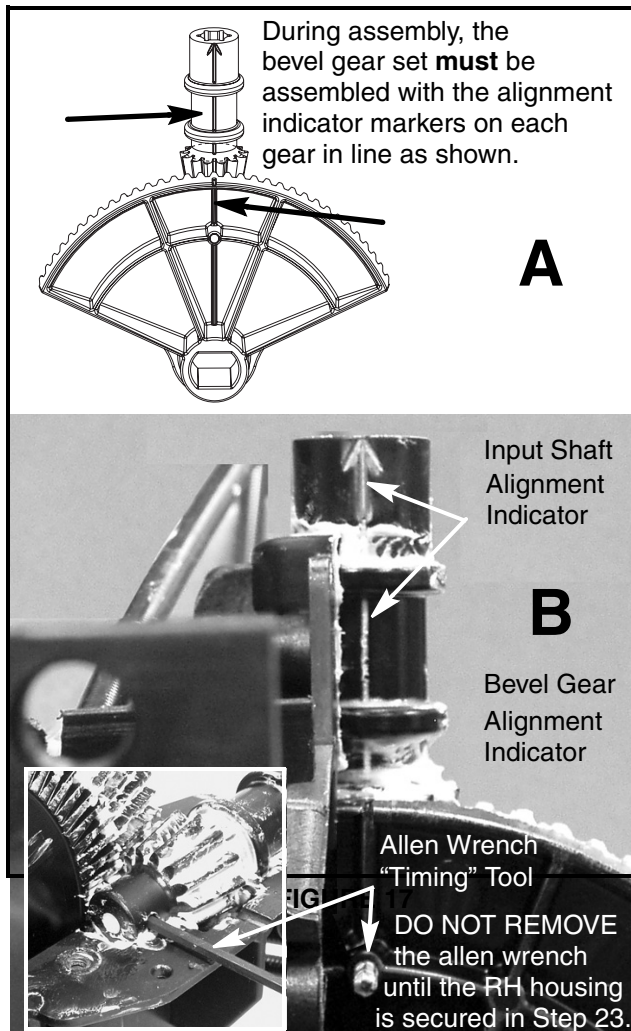 During assembly, the
bevel gear set must be
assembled with the alignment
indicator markers on each
gear in line as shown.
A
Input Shaft
Alignment
Indicator
B
Bevel Gear
Alignment
Indicator
Allen Wrench
“Timing” Tool
FIGURE 17
DO NOT REMOVE
the allen wrench
until the RH housing
is secured in Step 23.